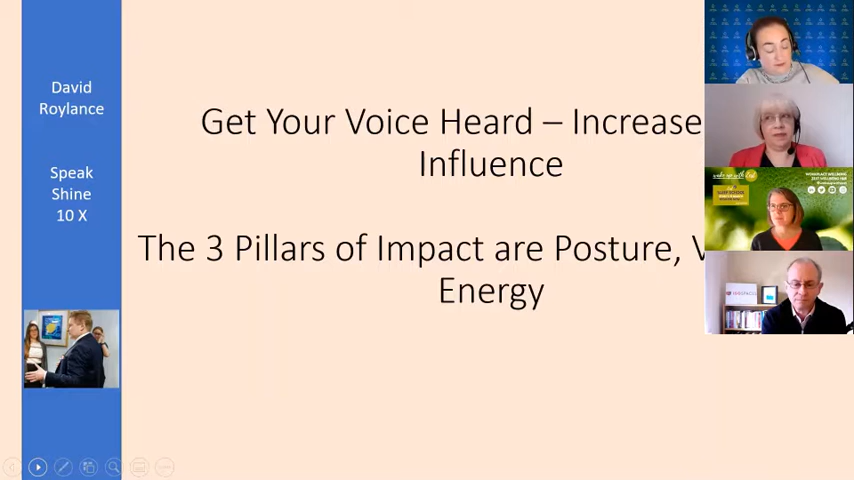 David
Roylance
Speak
Shine
10 X
Get Your Voice Heard – Increase
Influence
The 3 Pillars of Impact are Posture,
Energy